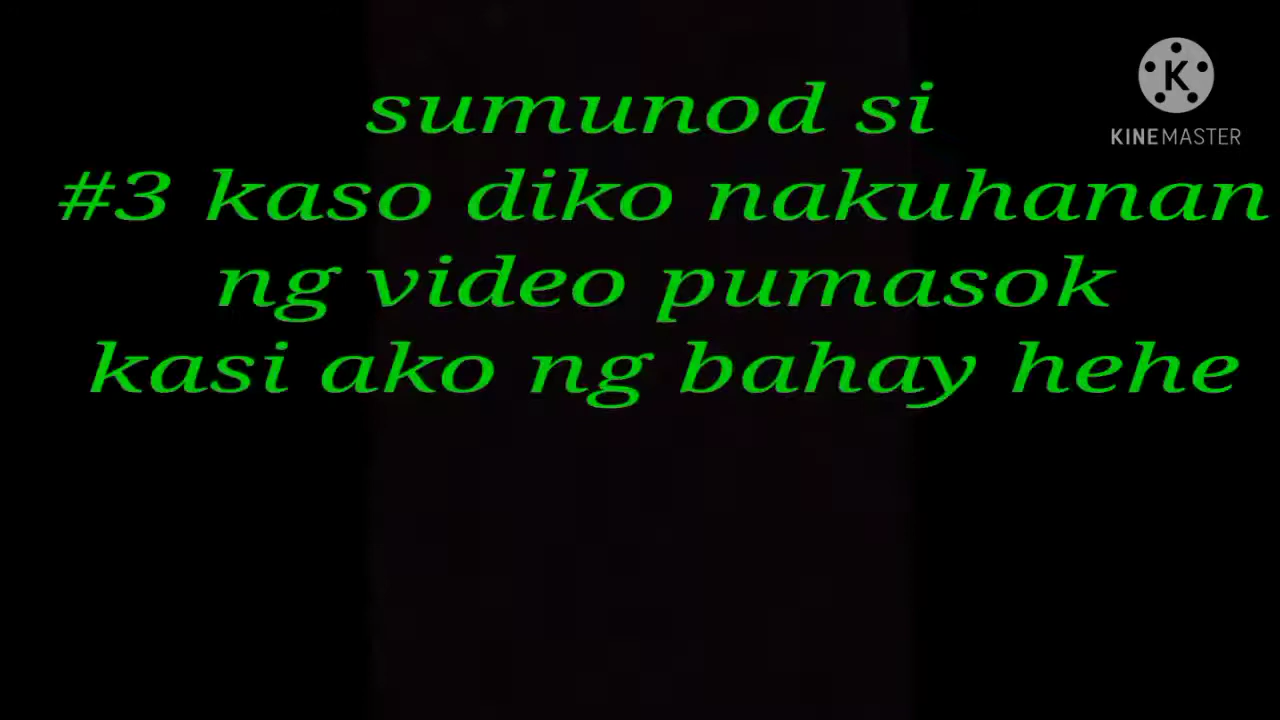 K
KINEMASTER
sumunod si
#3 kaso diko nakuhanan
ng video pumasok
kasi ako ng bahay hehe